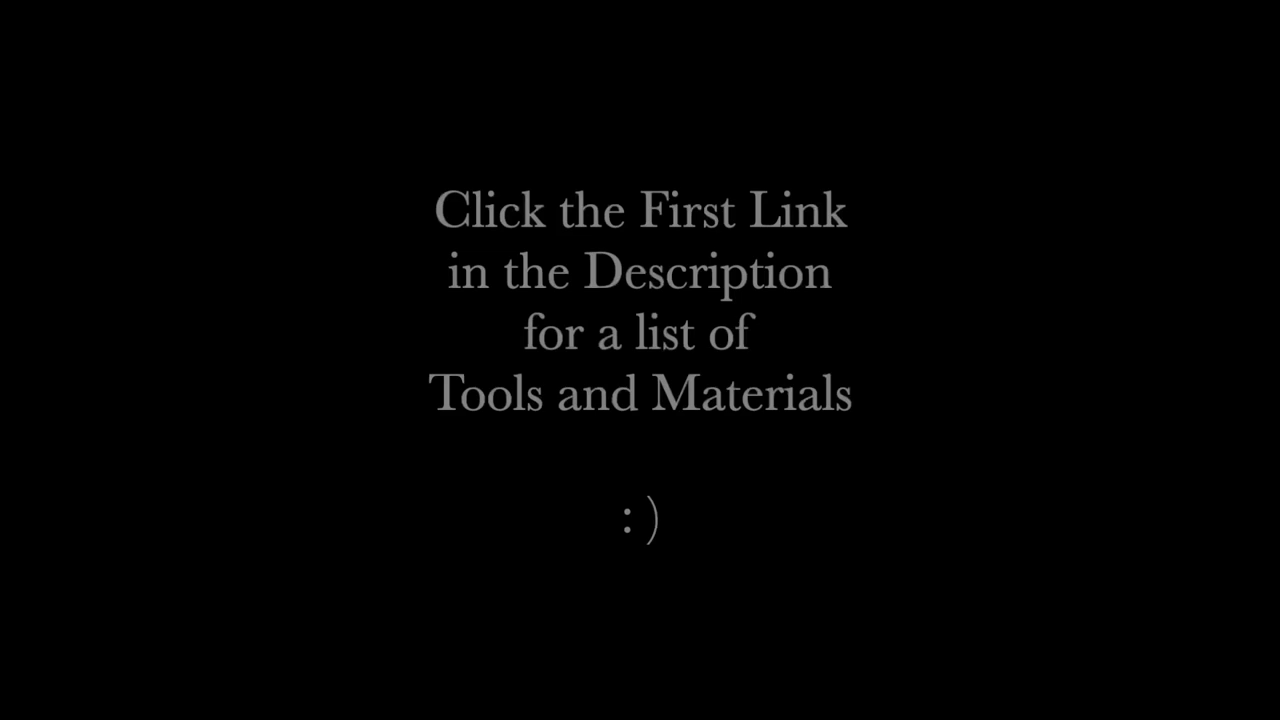 Click the First Link
in the Description
for a list of
Tools and Materials
: )